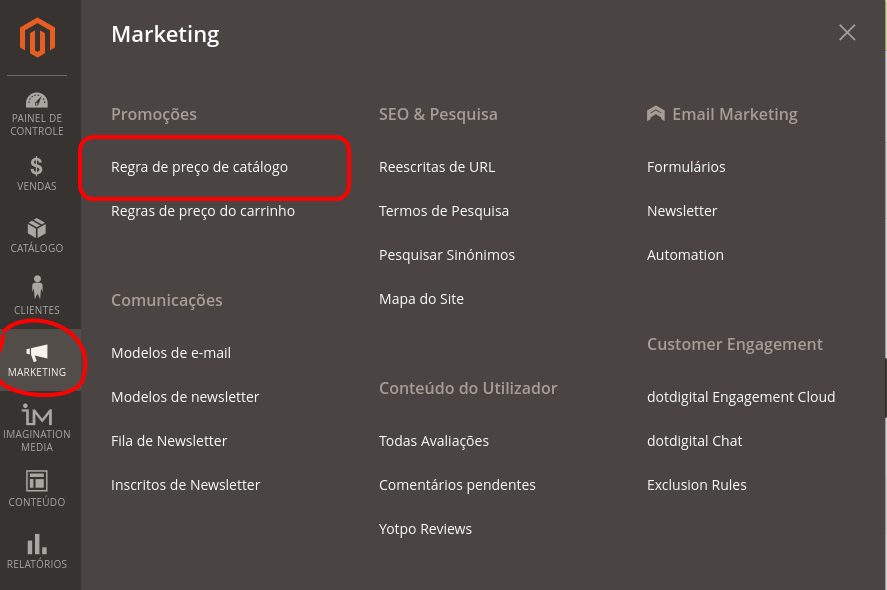 Marketing
PAINEL DE
CONTROLE
VENDAS
CATÁLOGO
CLIENTES
MARKETING
iM
IMAGINATION
MEDIA
CONTEÚDO
RELATÓRIOS
Promoções
Regra de preço de catálogo
Regras de preço do carrinho
Comunicações
Modelos de e-mail
Modelos de newsletter
Fila de Newsletter
Inscritos de Newsletter
SEO & Pesquisa
Reescritas de URL
Termos de Pesquisa
Pesquisar Sinónimos
Mapa do Site
Conteúdo do Utilizador
Todas Avaliações
Comentários pendentes
Yotpo Reviews
Email Marketing
Formulários
Newsletter
Automation
Customer Engagement
dotdigital Engagement Cloud
dotdigital Chat
Exclusion Rules